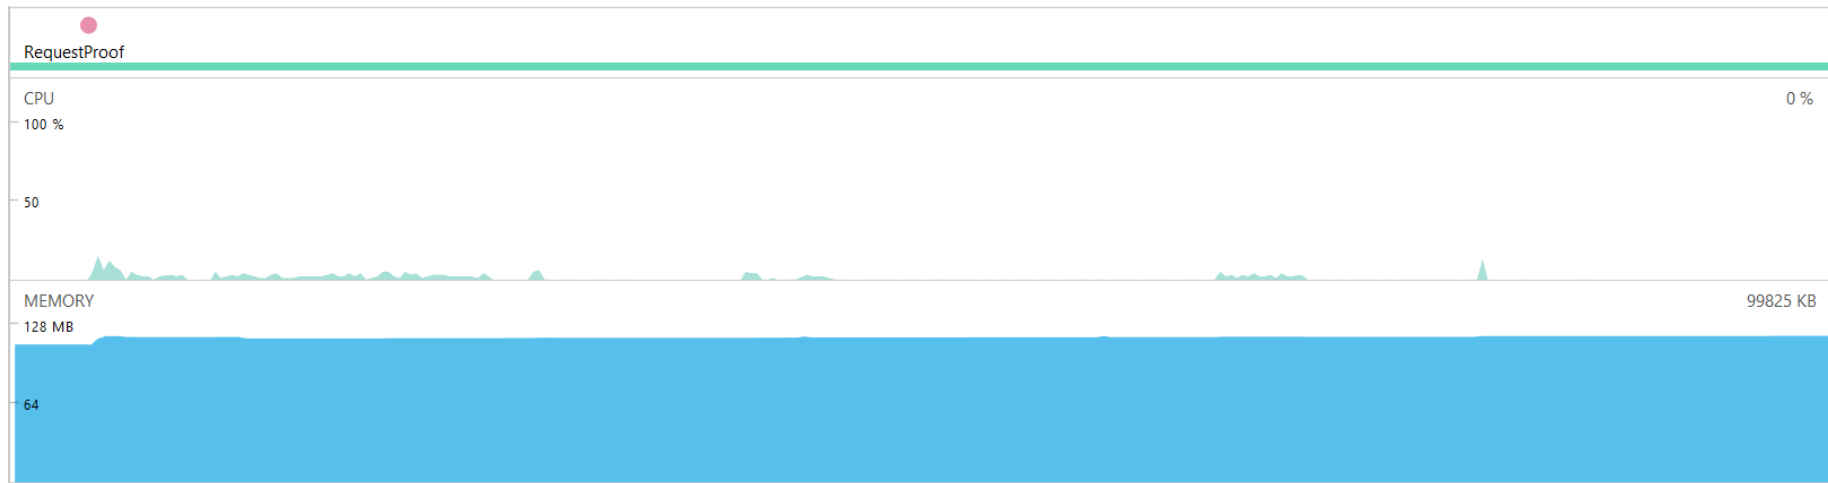 RequestProof
CPU
0 %
100 %
50
MEMORY
99825 KB
128 MB
64